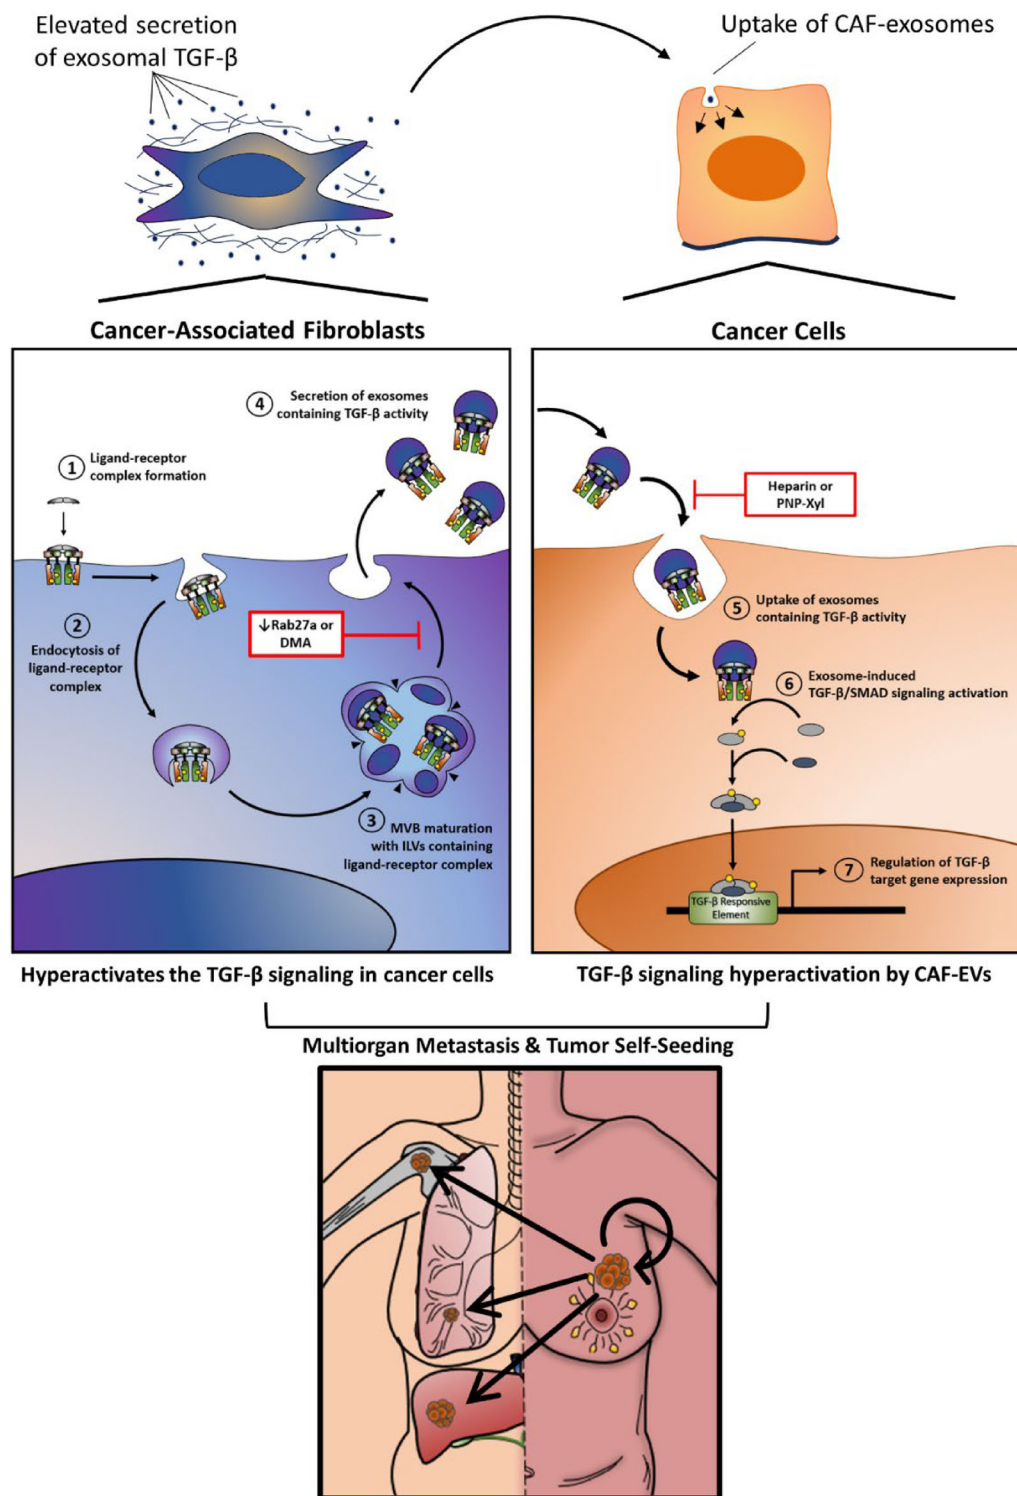 Elevated secretion
of exosomal TGF-β
Uptake of CAF-exosomes
Cancer-Associated Fibroblasts
Cancer Cells
4
Secretion of exosomes
containing TGF-β activity
1
Ligand-receptor
complex formation
2
Endocytosis of
ligand-receptor
complex
↓Rab27a or
DMA
3
MVB maturation
with ILVs containing
ligand-receptor complex
Heparin or
PNP-Xyl
5
Uptake of exosomes
containing TGF-β activity
6
Exosome-induced
TGF-β/SMAD signaling activation
7
Regulation of TGF-β
target gene expression
TGF-β Responsive
Element
Hyperactivates the TGF-β signaling in cancer cells
TGF-β signaling hyperactivation by CAF-EVs
Multiorgan Metastasis & Tumor Self-Seeding